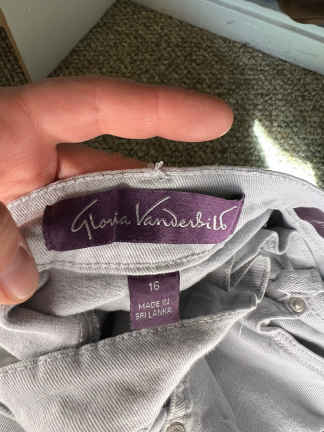 Gloria Vanderbilt
16
MADE IN
SRI LANKA